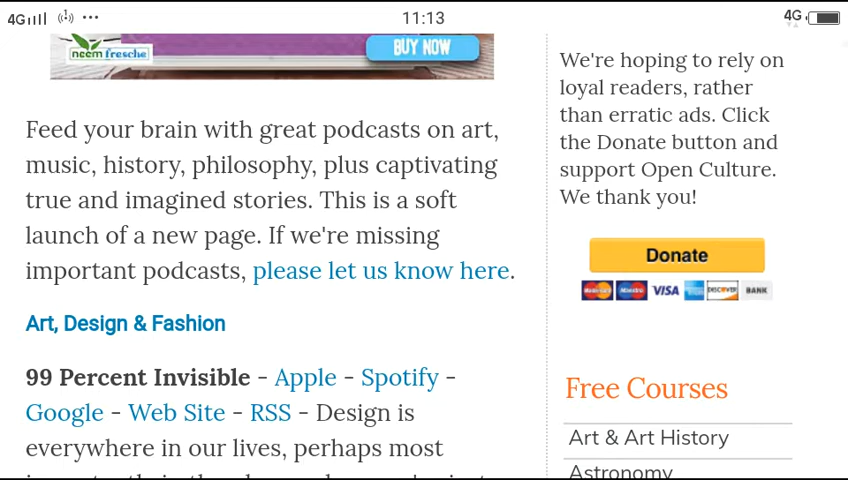 4G
11:13
4G
neem fresche
BUY NOW
Feed your brain with great podcasts on art,
music, history, philosophy, plus captivating
true and imagined stories. This is a soft
launch of a new page. If we're missing
important podcasts, please let us know here.
Art, Design & Fashion
99 Percent Invisible - Apple - Spotify -
Google - Web Site - RSS - Design is
everywhere in our lives, perhaps most
We're hoping to rely on
loyal readers, rather
than erratic ads. Click
the Donate button and
support Open Culture.
We thank you!
Donate
MasterCard Maestro VISA DISCOVER BANK
Free Courses
Art & Art History
Astronomy